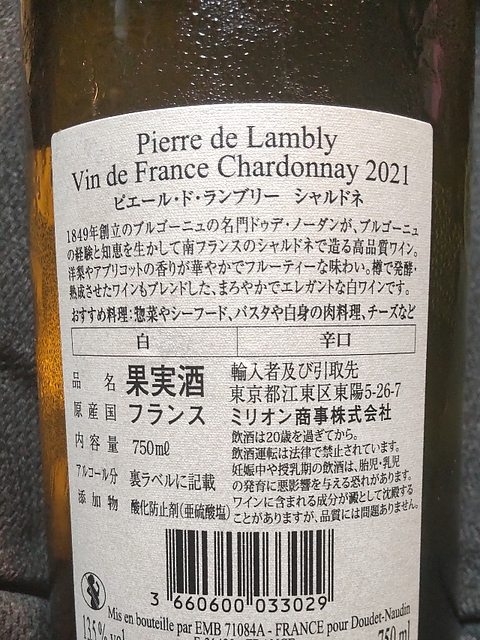 Pierre de Lambly
Vin de France Chardonnay 2021
ピエール・ド・ランブリー シャルドネ
1849年創立のブルゴーニュの名門ドゥデ・ノーダンが、ブルゴーニュ
の経験と知恵を生かして南フランスのシャルドネで造る高品質ワイン。
洋梨やアプリコットの香りが華やかでフルーティーな味わい。樽で発酵・
熟成させたワインもブレンドした、まろやかでエレガントな白ワインです。
おすすめ料理:惣菜やシーフード、パスタや白身の肉料理、チーズなど
白 辛口
品名 果実酒
原産国 フランス
内容量 750ml
アルコール分 裏ラベルに記載
添加物 酸化防止剤(亜硫酸塩)
輸入者及び引取先
東京都江東区東陽5-26-7
ミリオン商事株式会社
飲酒は20歳を過ぎてから。
飲酒運転は法律で禁止されています。
妊娠中や授乳期の飲酒は、胎児・乳児
の発育に悪影響を与える恐れがあります。
ワインに含まれる成分が澱として沈殿する
ことがありますが、品質には問題ありません。
3 660600 033029
Mis en bouteille par EMB 71084A - FRANCE pour Doudet-Naudin
13.5% vol
750 ml